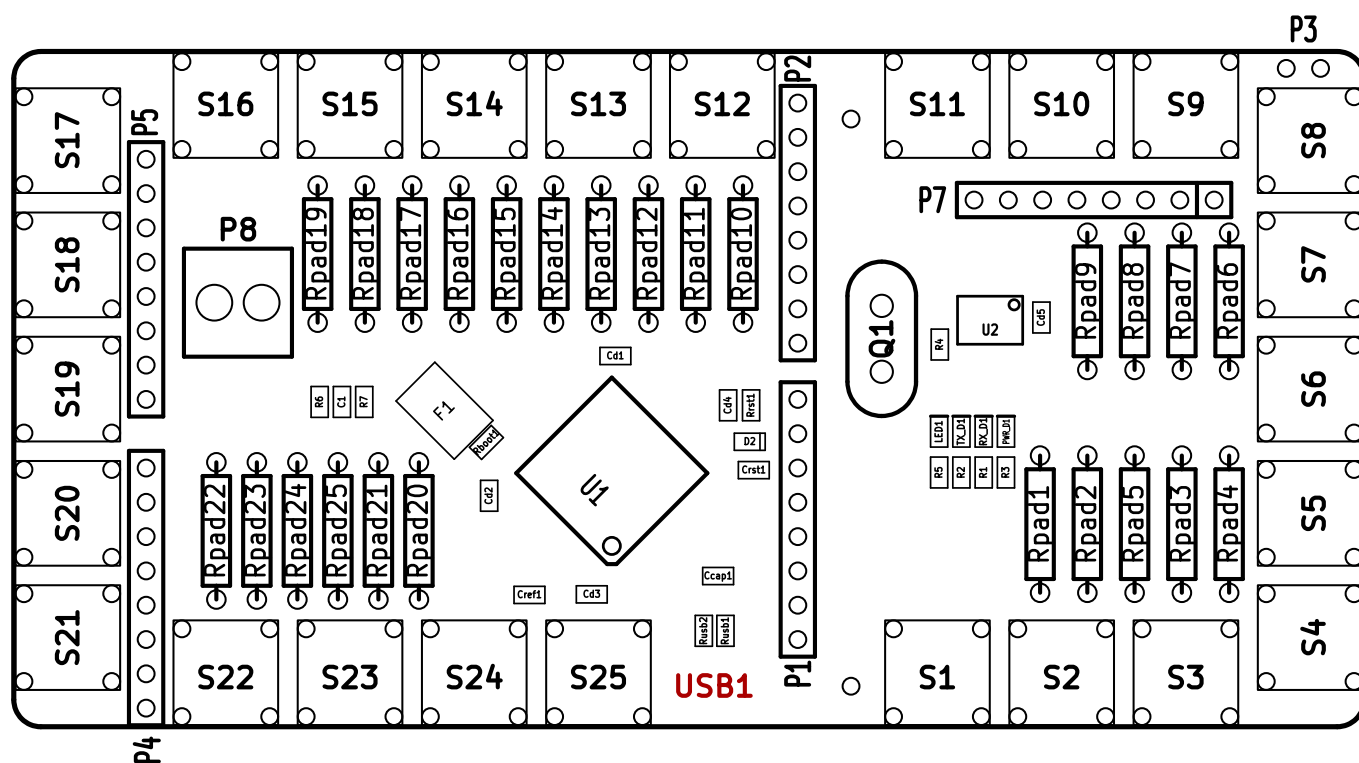 P3
S16
S15
S14
S13
S12
P2
S11
S10
S9
S8
S17
P5
P7
S18
P8
Rpad19
Rpad18
Rpad17
Rpad16
Rpad15
Rpad14
Rpad13
Rpad12
Rpad11
Rpad10
Rpad9
Rpad8
Rpad7
Rpad6
S7
Q1
U2
Cd5
R4
Cd1
S19
R6
C1
R7
F1
Rboot1
Cd4
Rrst1
D2
Crst1
LED1
TX_D1
RX_D1
PWR_D1
R5
R2
R1
R3
S6
S20
Rpad22
Rpad23
Rpad24
Rpad25
Rpad21
Rpad20
Cd2
U1
Rpad1
Rpad2
Rpad5
Rpad3
Rpad4
S5
Cref1
Cd3
Ccap1
Rusb2
Rusb1
S21
S4
S22
S23
S24
S25
USB1
P1
S1
S2
S3
P4